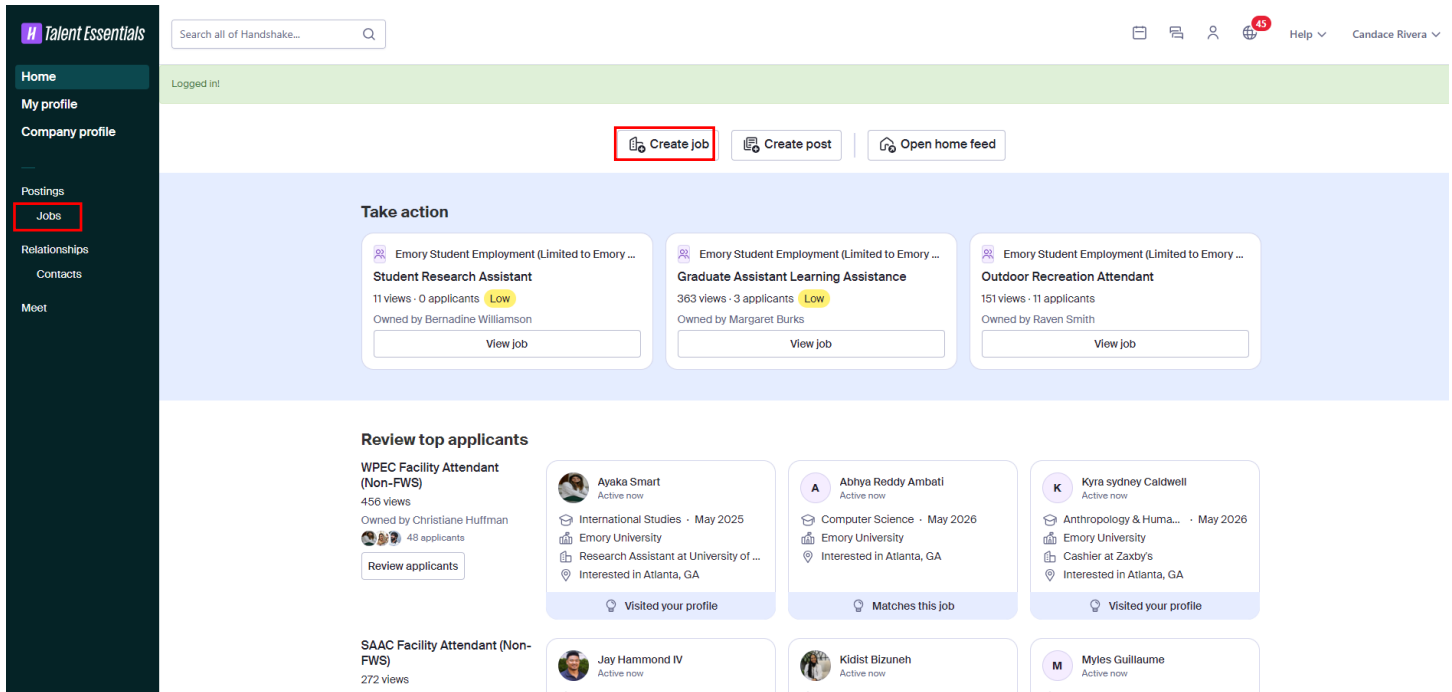 H Talent Essentials
Search all of Handshake...
45
Help
Candace Rivera
Home
My profile
Company profile
Postings
Jobs
Relationships
Contacts
Meet
Logged in!
Create job
Create post
Open home feed
Take action
Emory Student Employment (Limited to Emory ...
Student Research Assistant
11 views · 0 applicants Low
Owned by Bernadine Williamson
View job
Emory Student Employment (Limited to Emory ...
Graduate Assistant Learning Assistance
363 views · 3 applicants Low
Owned by Margaret Burks
View job
Emory Student Employment (Limited to Emory ...
Outdoor Recreation Attendant
151 views · 11 applicants
Owned by Raven Smith
View job
Review top applicants
WPEC Facility Attendant
(Non-FWS)
456 views
Owned by Christiane Huffman
48 applicants
Review applicants
Ayaka Smart
Active now
International Studies · May 2025
Emory University
Research Assistant at University of ...
Interested in Atlanta, GA
Visited your profile
A
Abhya Reddy Ambati
Active now
Computer Science · May 2026
Emory University
Interested in Atlanta, GA
Matches this job
K
Kyra sydney Caldwell
Active now
Anthropology & Huma... · May 2026
Emory University
Cashier at Zaxby's
Interested in Atlanta, GA
Visited your profile
SAAC Facility Attendant (Non-
FWS)
272 views
Jay Hammond IV
Active now
Kidist Bizuneh
Active now
M
Myles Guillaume
Active now